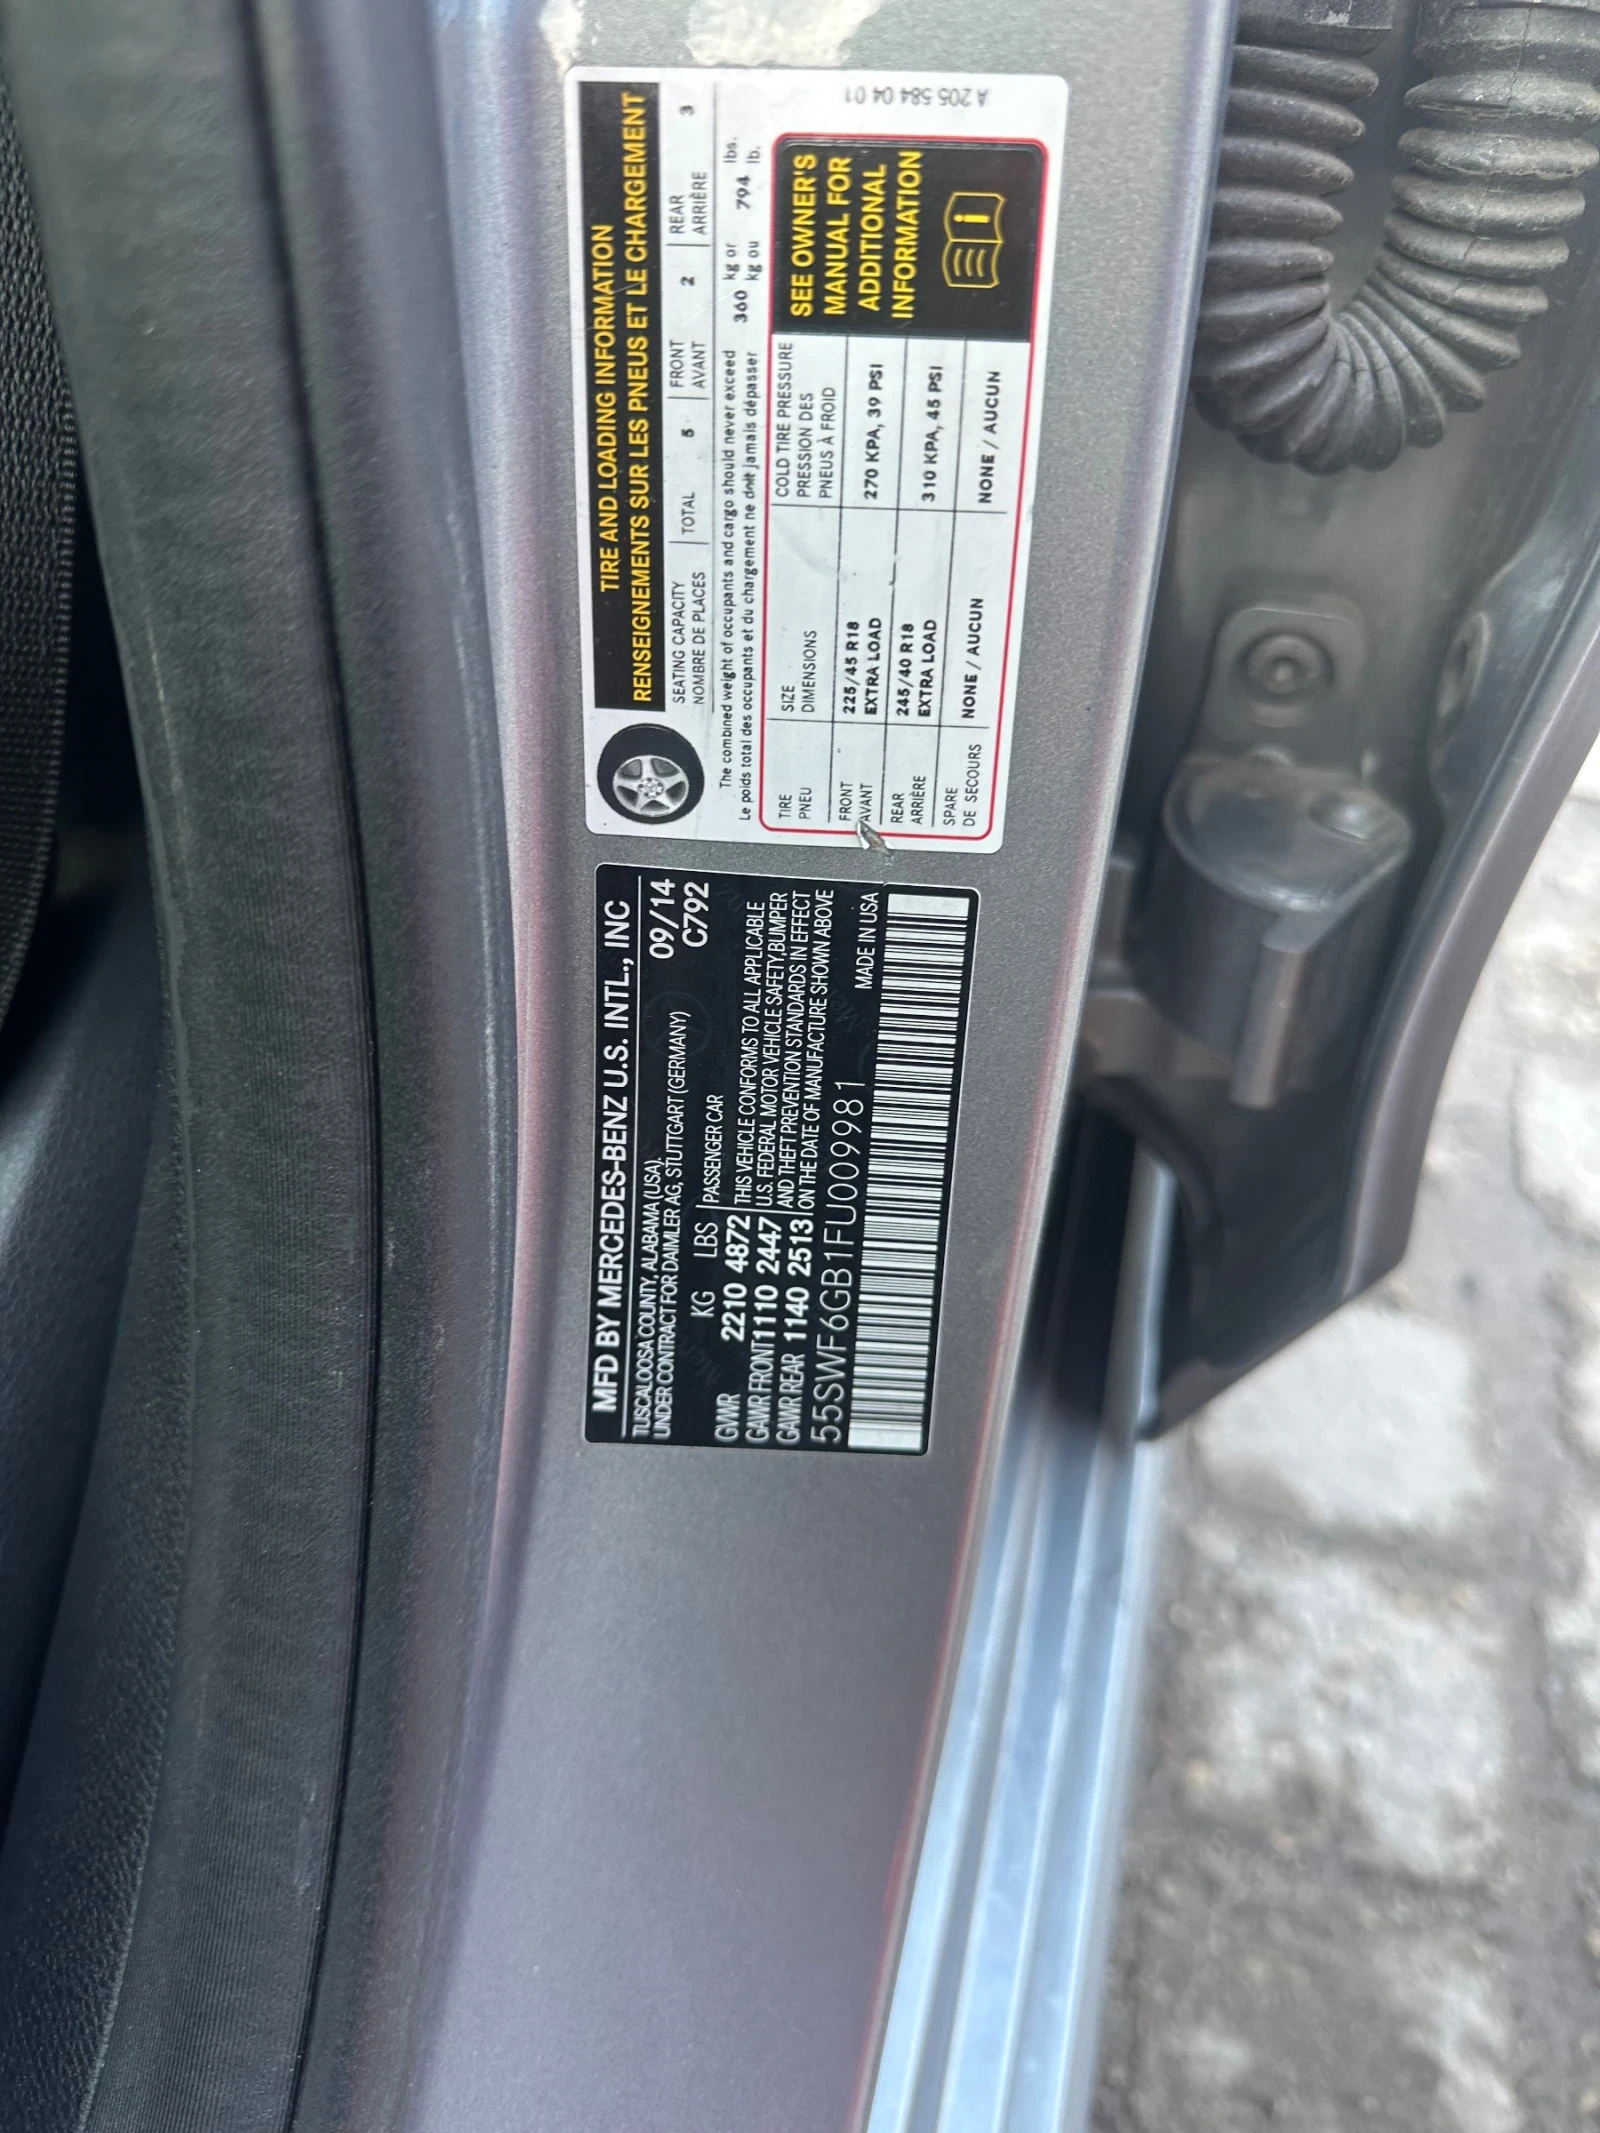 TIRE AND LOADING INFORMATION
RENSEIGNEMENTS SUR LES PNEUS ET LE CHARGEMENT
SEATING CAPACITY TOTAL 5 FRONT 2 REAR 3
NOMBRE DE PLACES AVANT ARRIÈRE
The combined weight of occupants and cargo should never exceed 360 kg or 794 lbs.
Le poids total des occupants et du chargement ne doit jamais dépasser kg ou lb.
TIRE SIZE COLD TIRE PRESSURE
PNEU DIMENSIONS PRESSION DES
PNEUS À FROID
FRONT 225/45 R18
AVANT EXTRA LOAD 270 KPA, 39 PSI
REAR 245/40 R18
ARRIÈRE EXTRA LOAD 310 KPA, 45 PSI
SPARE
DE SECOURS NONE / AUCUN NONE / AUCUN
SEE OWNER'S
MANUAL FOR
ADDITIONAL
INFORMATION
i
A 205 584 04 01
MFD BY MERCEDES-BENZ U.S. INTL., INC
TUSCALOOSA COUNTY, ALABAMA (USA). 09/14
UNDER CONTRACT FOR DAIMLER AG, STUTTGART (GERMANY) C792
KG LBS PASSENGER CAR
GVWR 2210 4872 THIS VEHICLE CONFORMS TO ALL APPLICABLE
GAWR FRONT 1110 2447 U.S. FEDERAL MOTOR VEHICLE SAFETY, BUMPER
GAWR REAR 1140 2513 AND THEFT PREVENTION STANDARDS IN EFFECT
ON THE DATE OF MANUFACTURE SHOWN ABOVE
55SWF6GB1FU009981 MADE IN USA